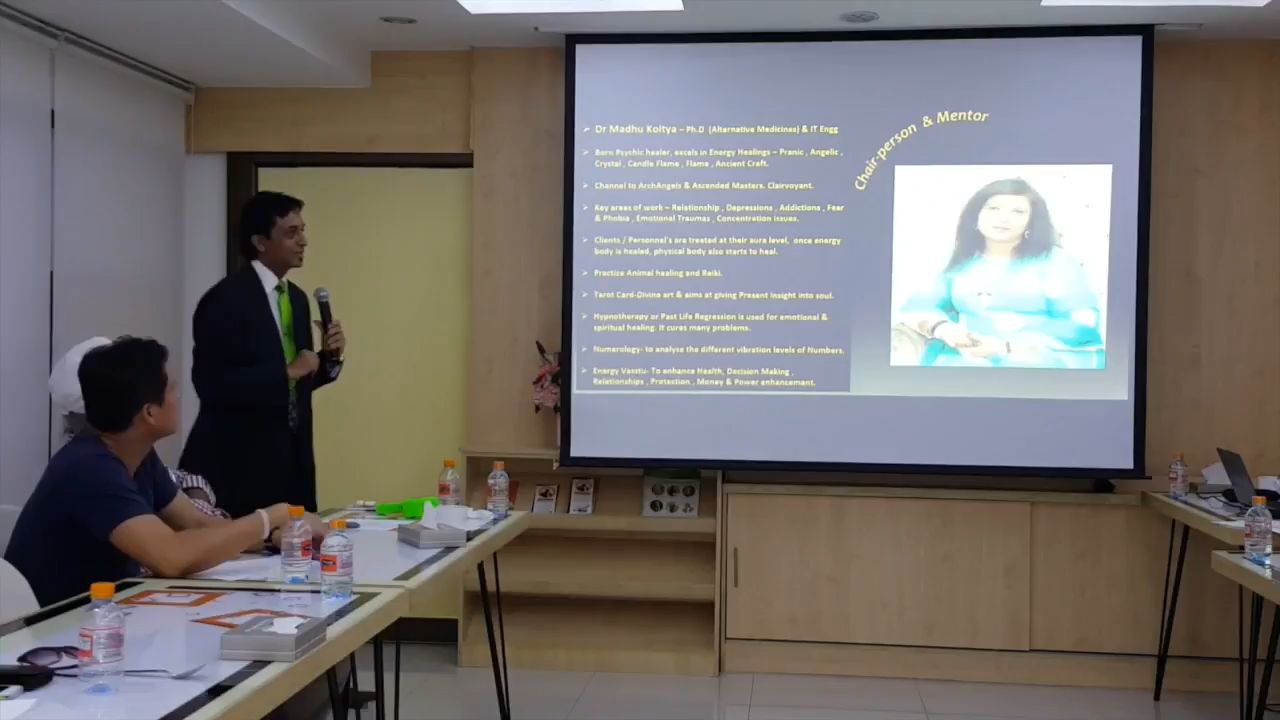 Chair-person & Mentor
➢ Dr Madhu Koitya – Ph.D (Alternative Medicines) & IT Engg
➢ Born Psychic healer, excels in Energy Healings – Pranic , Angelic ,
Crystal , Candle Flame , Flame , Ancient Craft.
➢ Channel to ArchAngels & Ascended Masters. Clairvoyant.
➢ Key areas of work – Relationship , Depressions , Addictions , Fear
& Phobia , Emotional Traumas , Concentration issues.
➢ Clients / Personnel's are treated at their aura level, once energy
body is healed, physical body also starts to heal.
➢ Practice Animal healing and Reiki.
➢ Tarot Card-Divine art & aims at giving Present Insight into soul.
➢ Hypnotherapy or Past Life Regression is used for emotional &
spiritual healing. It cures many problems.
➢ Numerology- to analyse the different vibration levels of Numbers.
➢ Energy Vasstu- To enhance Health, Decision Making ,
Relationships , Protection , Money & Power enhancement.